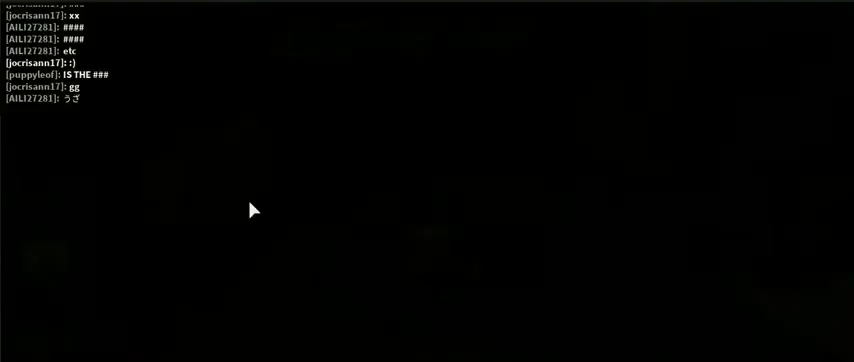 [jocrisann17]: xx
[AILI27281]: ####
[AILI27281]: ####
[AILI27281]: etc
[jocrisann17]: :)
[puppyleof]: IS THE ###
[jocrisann17]: gg
[AILI27281]: うざ